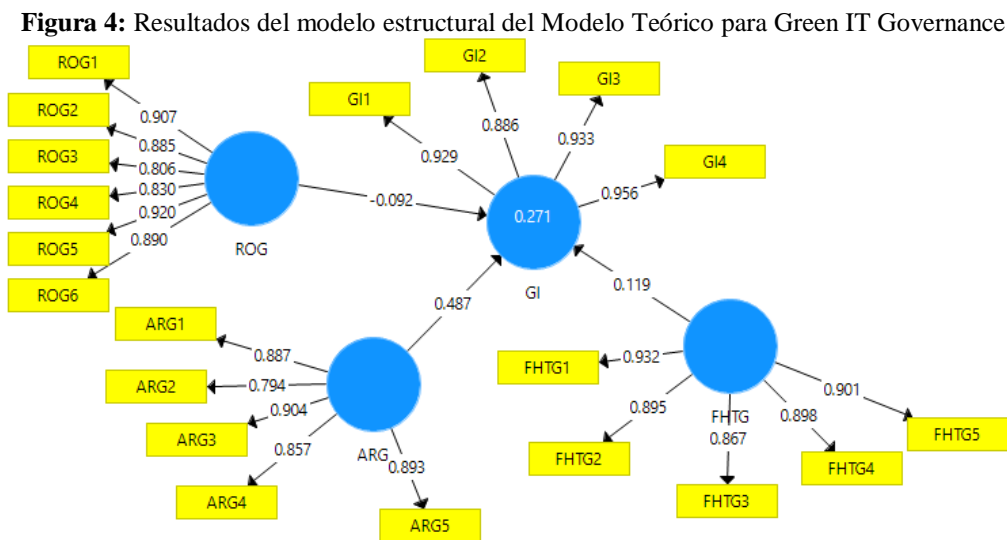 Figura 4: Resultados del modelo estructural del Modelo Teórico para Green IT Governance
ROG1
ROG2
ROG3
ROG4
ROG5
ROG6
0.907
0.885
0.806
0.830
0.920
0.890
ROG
-0.092
GI1
GI2
GI3
GI4
0.929
0.886
0.933
0.956
0.271
GI
0.487
0.119
ARG1
ARG2
ARG3
ARG4
ARG5
0.887
0.794
0.904
0.857
0.893
ARG
FHTG1
FHTG2
FHTG3
FHTG4
FHTG5
0.932
0.895
0.867
0.898
0.901
FHTG